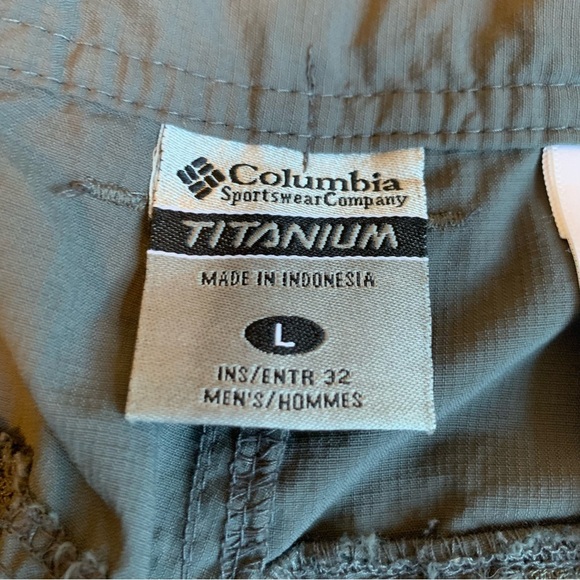 Columbia
SportswearCompany
TITANIUM
MADE IN INDONESIA
L
INS/ENTR 32
MEN'S/HOMMES